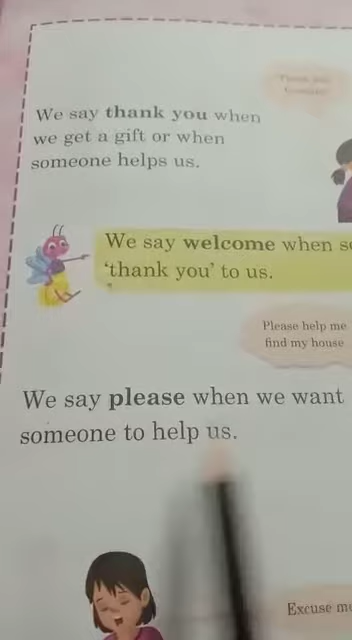 We say thank you when
we get a gift or when
someone helps us.
We say welcome when
'thank you' to us.
Please help me
find my house
We say please when we want
someone to help us.
Excuse